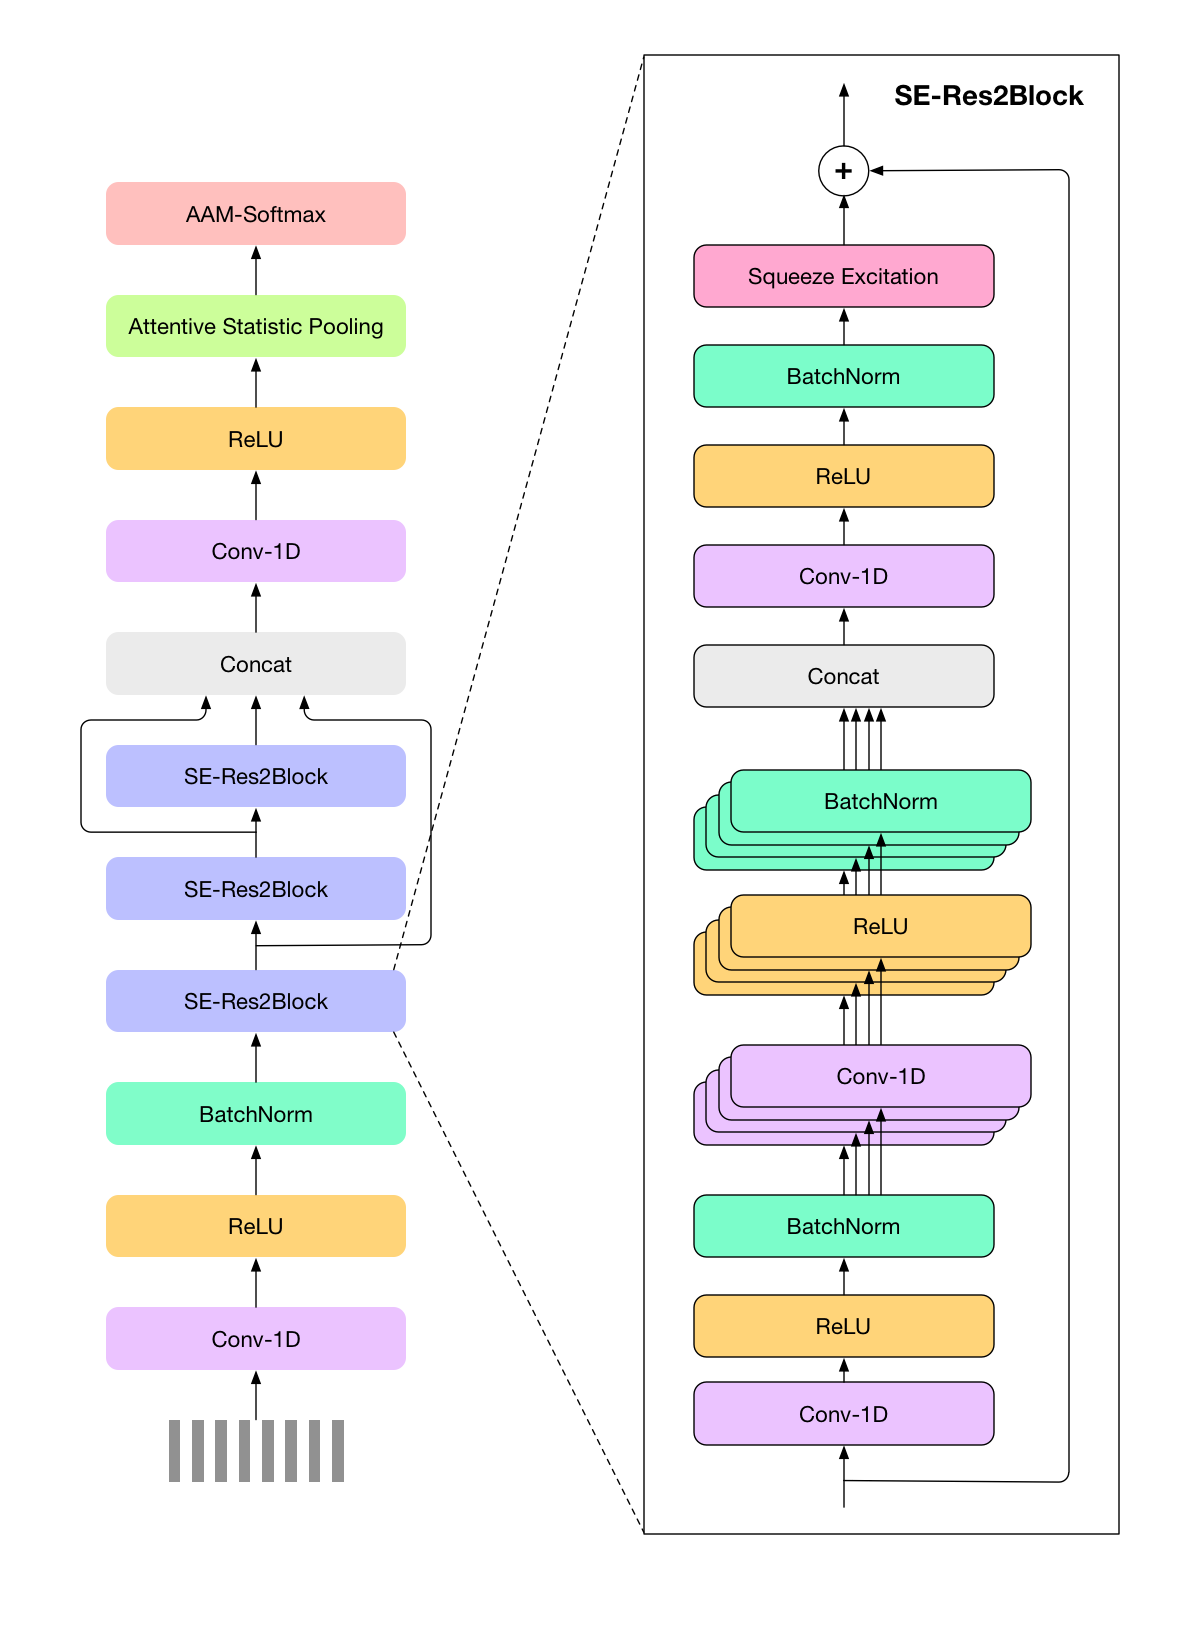 AAM-Softmax
Attentive Statistic Pooling
ReLU
Conv-1D
Concat
SE-Res2Block
SE-Res2Block
SE-Res2Block
BatchNorm
ReLU
Conv-1D
SE-Res2Block
+
Squeeze Excitation
BatchNorm
ReLU
Conv-1D
Concat
BatchNorm
ReLU
Conv-1D
BatchNorm
ReLU
Conv-1D